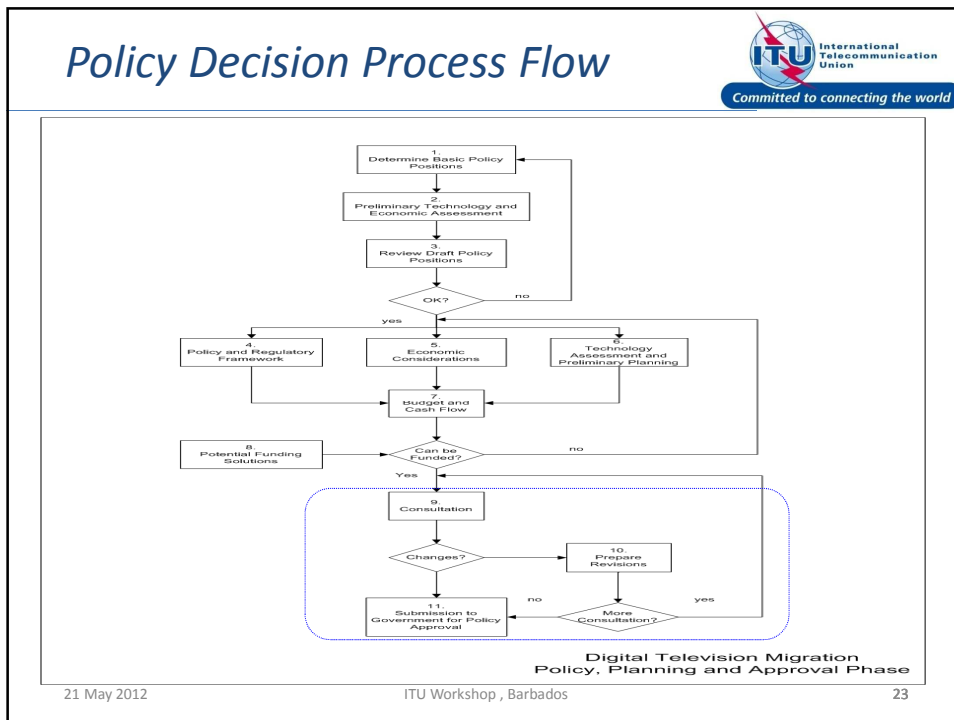 Policy Decision Process Flow
ITU
International
Telecommunication
Union
Committed to connecting the world
1.
Determine Basic Policy
Positions
2.
Preliminary Technology and
Economic Assessment
3.
Review Draft Policy
Positions
OK?
no
yes
4.
Policy and Regulatory
Framework
5.
Economic
Considerations
6.
Technology
Assessment and
Preliminary Planning
7.
Budget and
Cash Flow
8.
Potential Funding
Solutions
Can be
Funded?
no
Yes
9.
Consultation
Changes?
10.
Prepare
Revisions
no
yes
11.
Submission to
Government for Policy
Approval
More
Consultation?
Digital Television Migration
Policy, Planning and Approval Phase
21 May 2012
ITU Workshop , Barbados
23